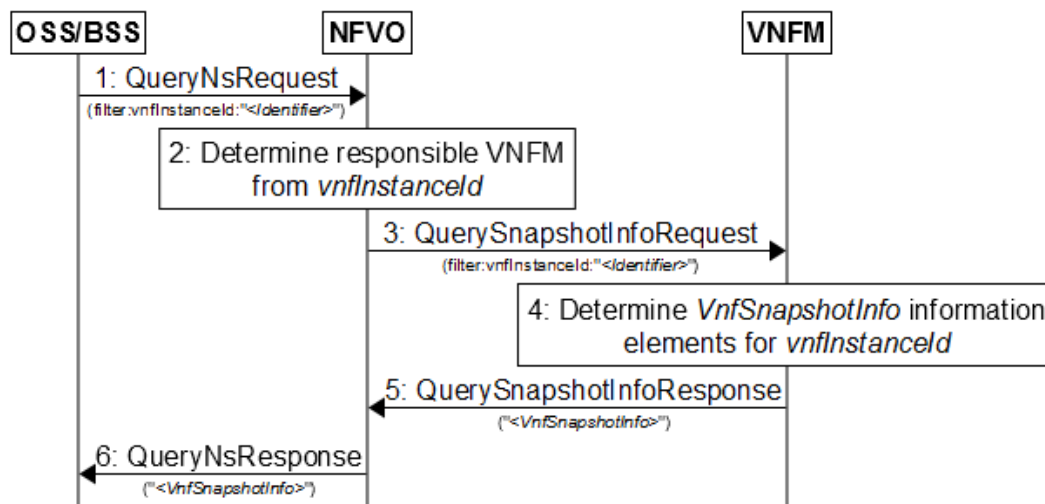 OSS/BSS NFVO VNFM
1: QueryNsRequest
(filter:vnfInstanceId:"<Identifier>")
2: Determine responsible VNFM
from vnfInstanceId
3: QuerySnapshotInfoRequest
(filter:vnfInstanceId:"<Identifier>")
4: Determine VnfSnapshotInfo information
elements for vnfInstanceId
5: QuerySnapshotInfoResponse
("<VnfSnapshotInfo>")
6: QueryNsResponse
("<VnfSnapshotInfo>")